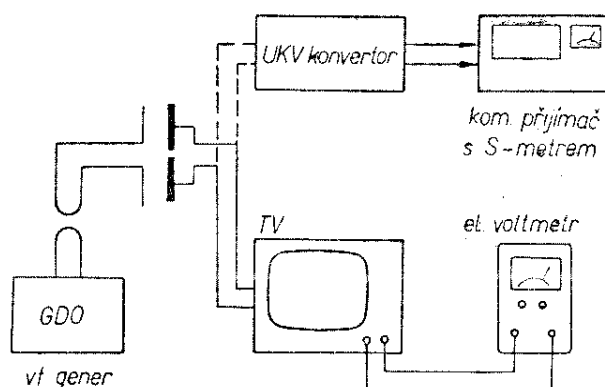 UKV konvertor
kom. přijímač
s S-metrem
TV
el. voltmetr
GDO
vf gener